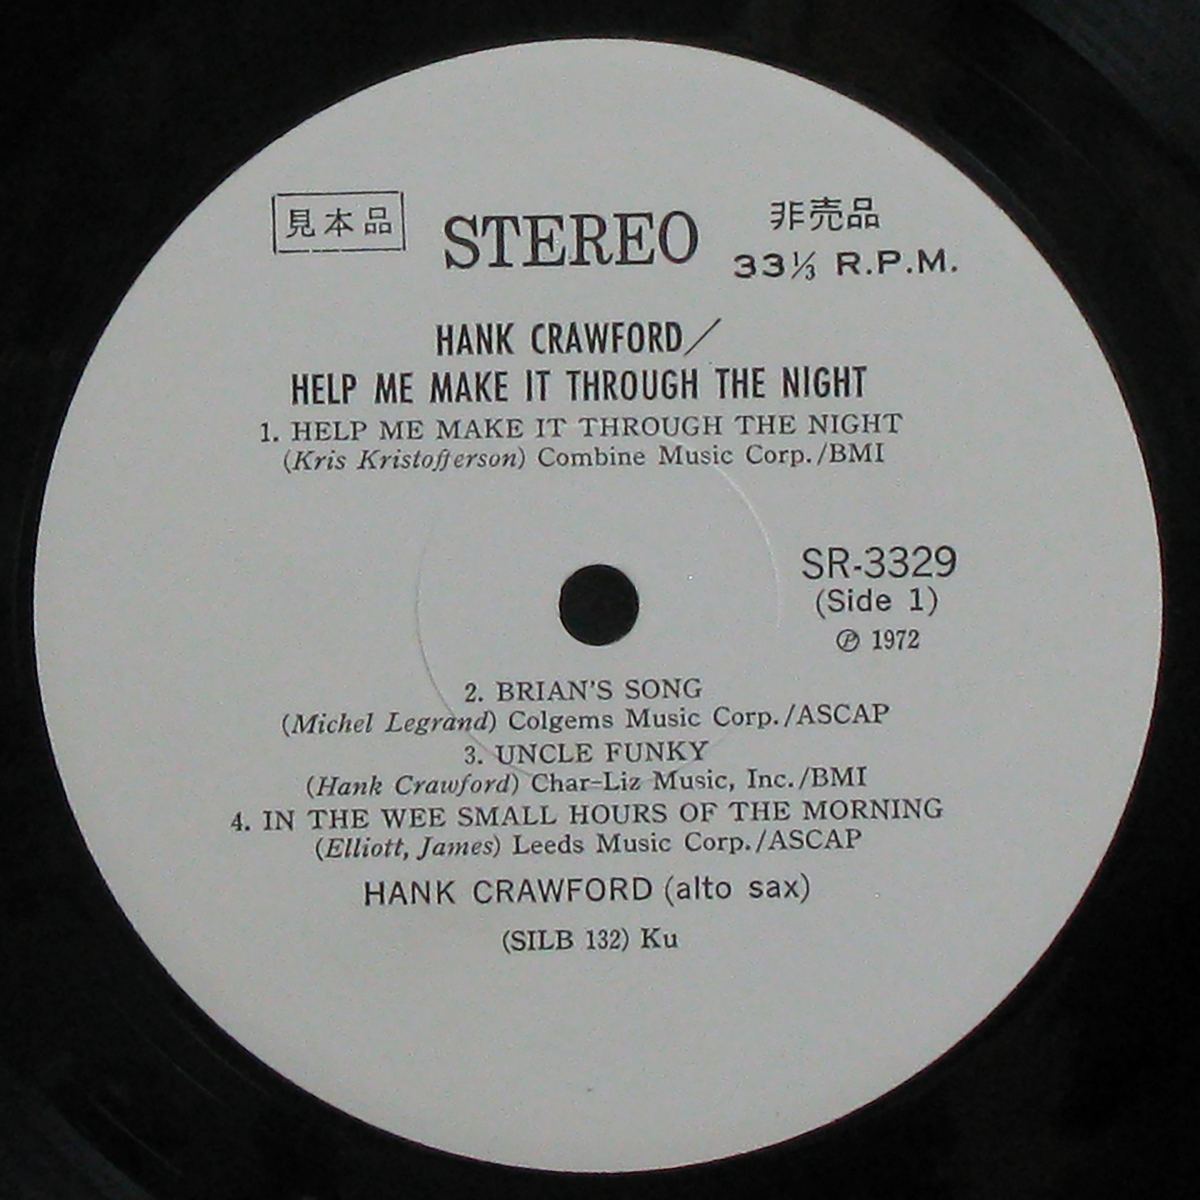 見本品
STEREO
非売品
33⅓ R.P.M.
HANK CRAWFORD/
HELP ME MAKE IT THROUGH THE NIGHT
1. HELP ME MAKE IT THROUGH THE NIGHT
(Kris Kristofferson) Combine Music Corp./BMI
SR-3329
(Side 1)
℗ 1972
2. BRIAN'S SONG
(Michel Legrand) Colgems Music Corp./ASCAP
3. UNCLE FUNKY
(Hank Crawford) Char-Liz Music, Inc./BMI
4. IN THE WEE SMALL HOURS OF THE MORNING
(Elliott, James) Leeds Music Corp./ASCAP
HANK CRAWFORD (alto sax)
(SILB 132) Ku